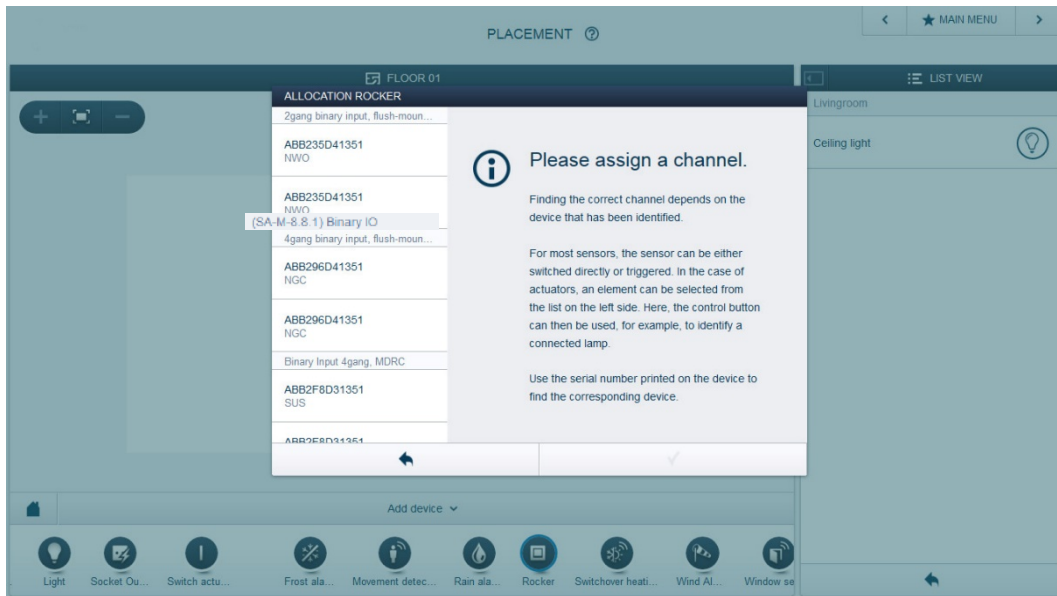 PLACEMENT
MAIN MENU
FLOOR 01
LIST VIEW
ALLOCATION ROCKER
2gang binary input, flush-moun...
ABB235D41351
NWO
ABB235D41351
NWO
(SA-M-8.8.1) Binary IO
4gang binary input, flush-moun...
ABB296D41351
NGC
ABB296D41351
NGC
Binary Input 4gang, MDRC
ABB2F8D31351
SUS
ABB2F8D31351
Please assign a channel.
Finding the correct channel depends on the
device that has been identified.
For most sensors, the sensor can be either
switched directly or triggered. In the case of
actuators, an element can be selected from
the list on the left side. Here, the control button
can then be used, for example, to identify a
connected lamp.
Use the serial number printed on the device to
find the corresponding device.
Livingroom
Ceiling light
Add device
Light
Socket Ou...
Switch actu...
Frost ala...
Movement detec...
Rain ala...
Rocker
Switchover heati...
Wind Al...
Window se